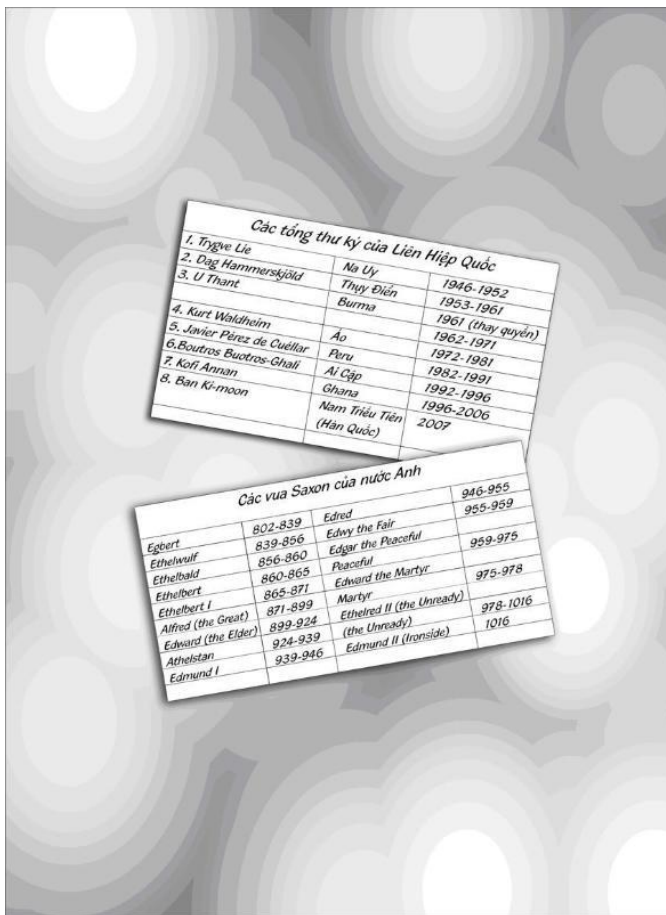 Các tổng thư ký của Liên Hiệp Quốc
1. Trygve Lie Na Uy 1946-1952
2. Dag Hammerskjöld Thụy Điển 1953-1961
3. U Thant Burma 1961 (thay quyền)
1962-1971
4. Kurt Waldheim Áo 1972-1981
5. Javier Pérez de Cuéllar Peru 1982-1991
6.Boutros Buotros-Ghali Ai Cập 1992-1996
7. Kofi Annan Ghana 1996-2006
8. Ban Ki-moon Nam Triều Tiên 2007
(Hàn Quốc)
Các vua Saxon của nước Anh
Egbert 802-839 Edred 946-955
Ethelwulf 839-856 Edwy the Fair 955-959
Ethelbald 856-860 Edgar the Peaceful
Ethelbert 860-865 Peaceful 959-975
Ethelbert I 865-871 Edward the Martyr
Alfred (the Great) 871-899 Martyr 975-978
Edward (the Elder) 899-924 Ethelred II (the Unready)
Athelstan 924-939 (the Unready) 978-1016
Edmund I 939-946 Edmund II (Ironside) 1016